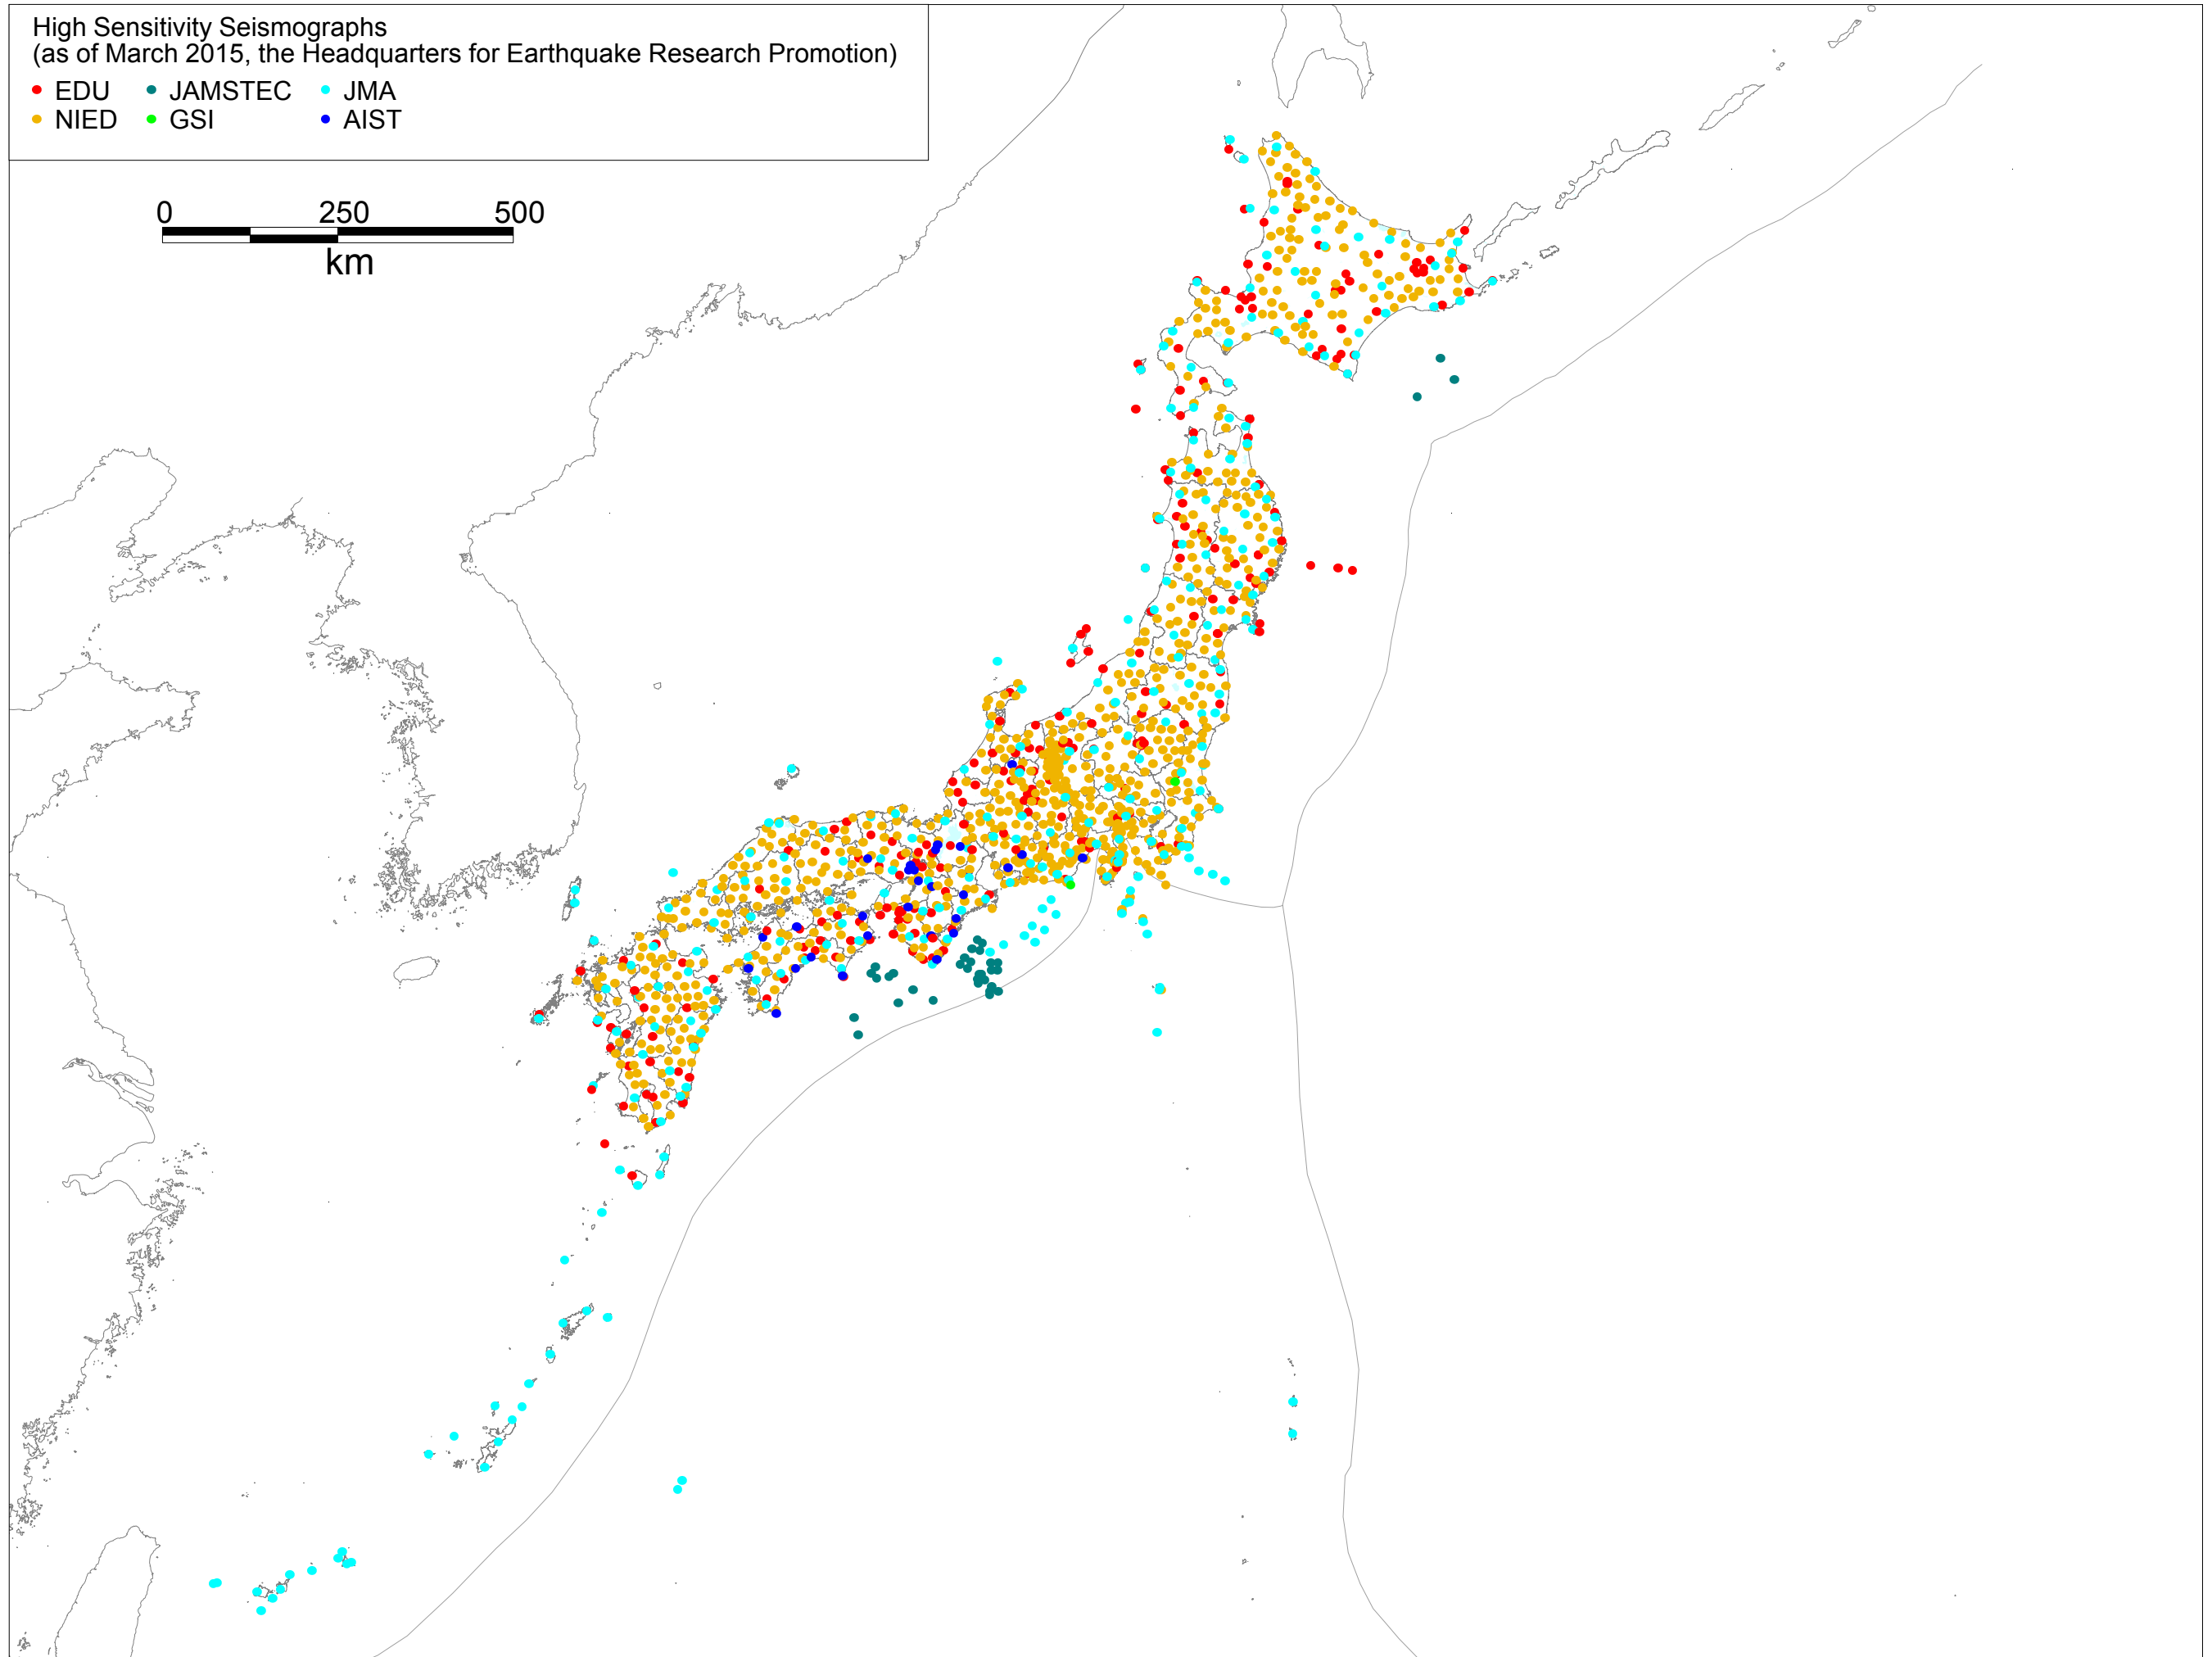 High Sensitivity Seismographs
(as of March 2015, the Headquarters for Earthquake Research Promotion)
EDU JAMSTEC JMA
NIED GSI AIST
0 250 500
km